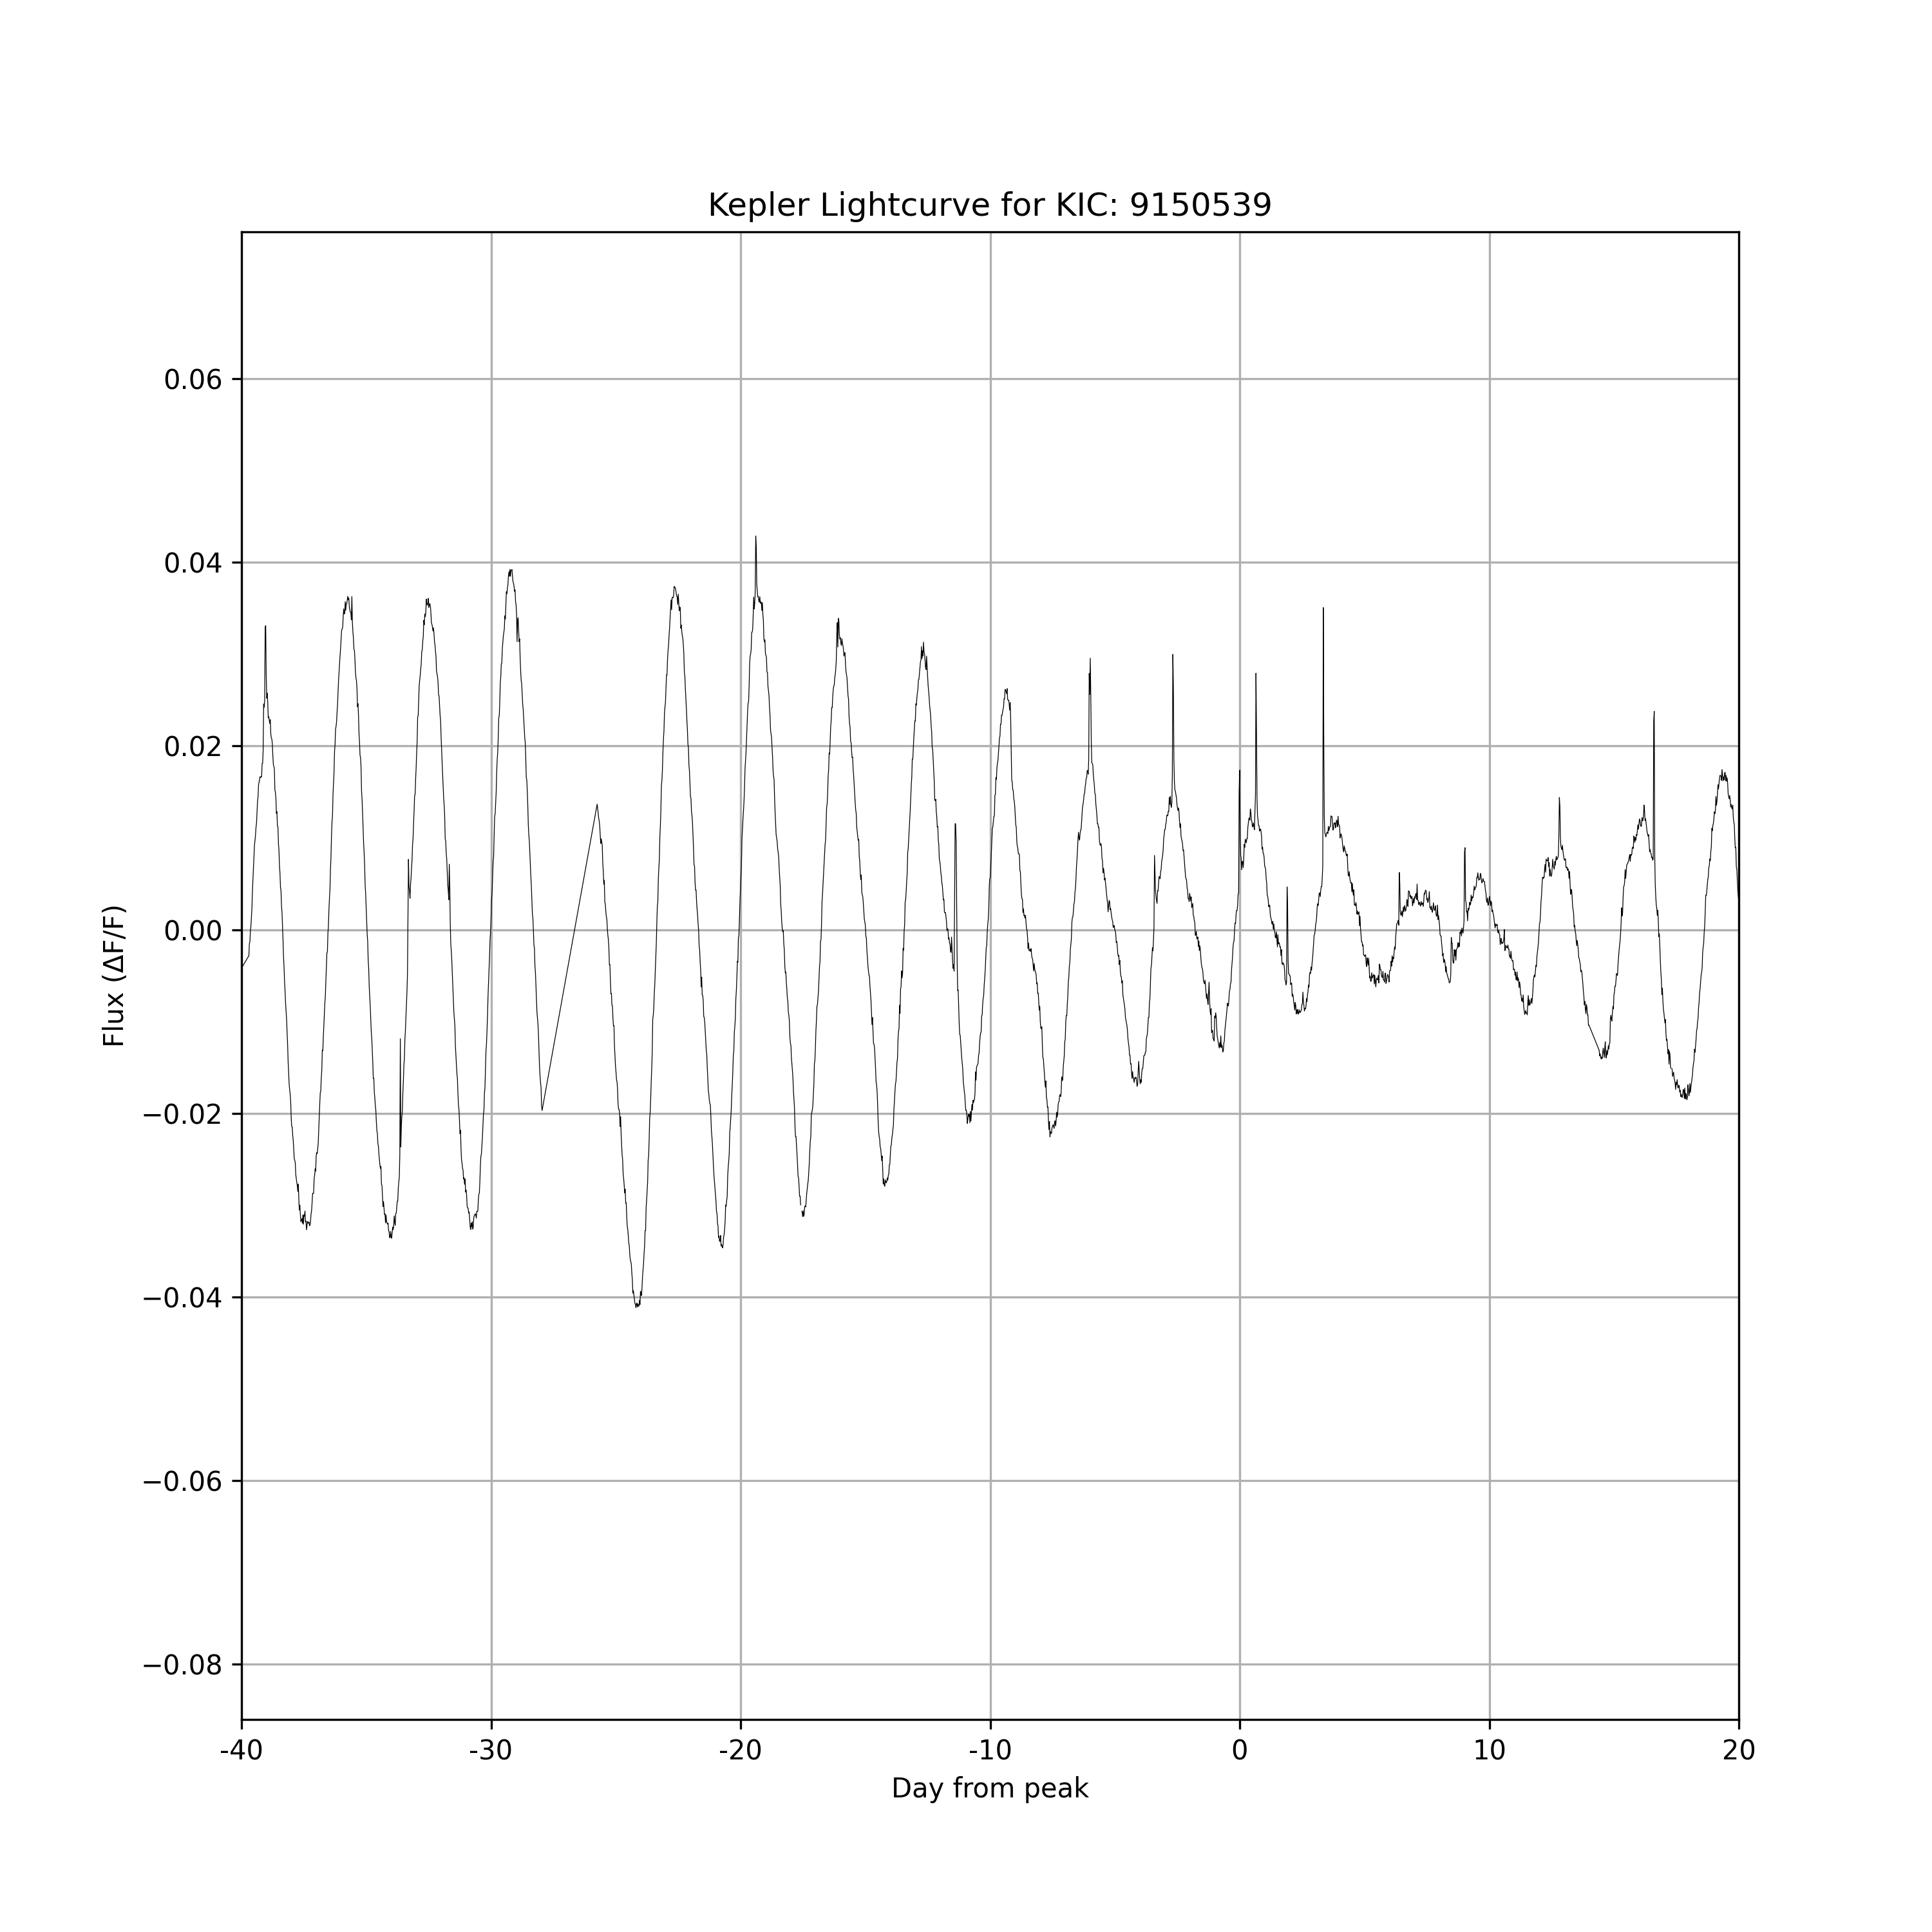 Kepler Lightcurve for KIC: 9150539
Flux (ΔF/F)
0.06
0.04
0.02
0.00
−0.02
−0.04
−0.06
−0.08
-40 -30 -20 -10 0 10 20
Day from peak